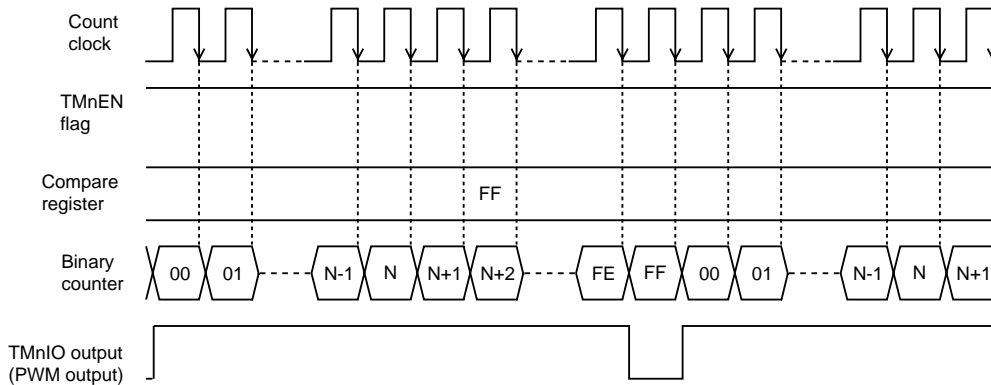 Count
clock
TMnEN
flag
Compare
register
FF
Binary
counter
00 01 N-1 N N+1 N+2 FE FF 00 01 N-1 N N+1
TMnIO output
(PWM output)